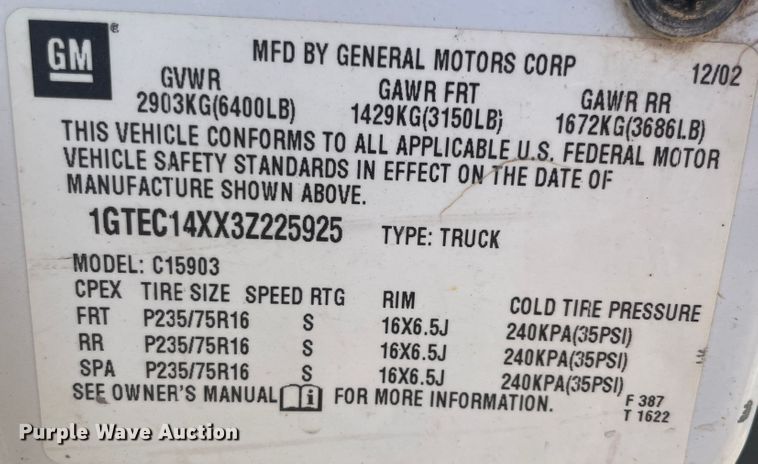 GM®
MFD BY GENERAL MOTORS CORP 12/02
GVWR GAWR FRT GAWR RR
2903KG(6400LB) 1429KG(3150LB) 1672KG(3686LB)
THIS VEHICLE CONFORMS TO ALL APPLICABLE U.S. FEDERAL MOTOR
VEHICLE SAFETY STANDARDS IN EFFECT ON THE DATE OF
MANUFACTURE SHOWN ABOVE.
1GTEC14XX3Z225925 TYPE: TRUCK
MODEL: C15903
CPEX TIRE SIZE SPEED RTG RIM COLD TIRE PRESSURE
FRT P235/75R16 S 16X6.5J 240KPA(35PSI)
RR P235/75R16 S 16X6.5J 240KPA(35PSI)
SPA P235/75R16 S 16X6.5J 240KPA(35PSI)
SEE OWNER'S MANUAL i FOR MORE INFORMATION.
F 387
T 1622
Purple Wave Auction